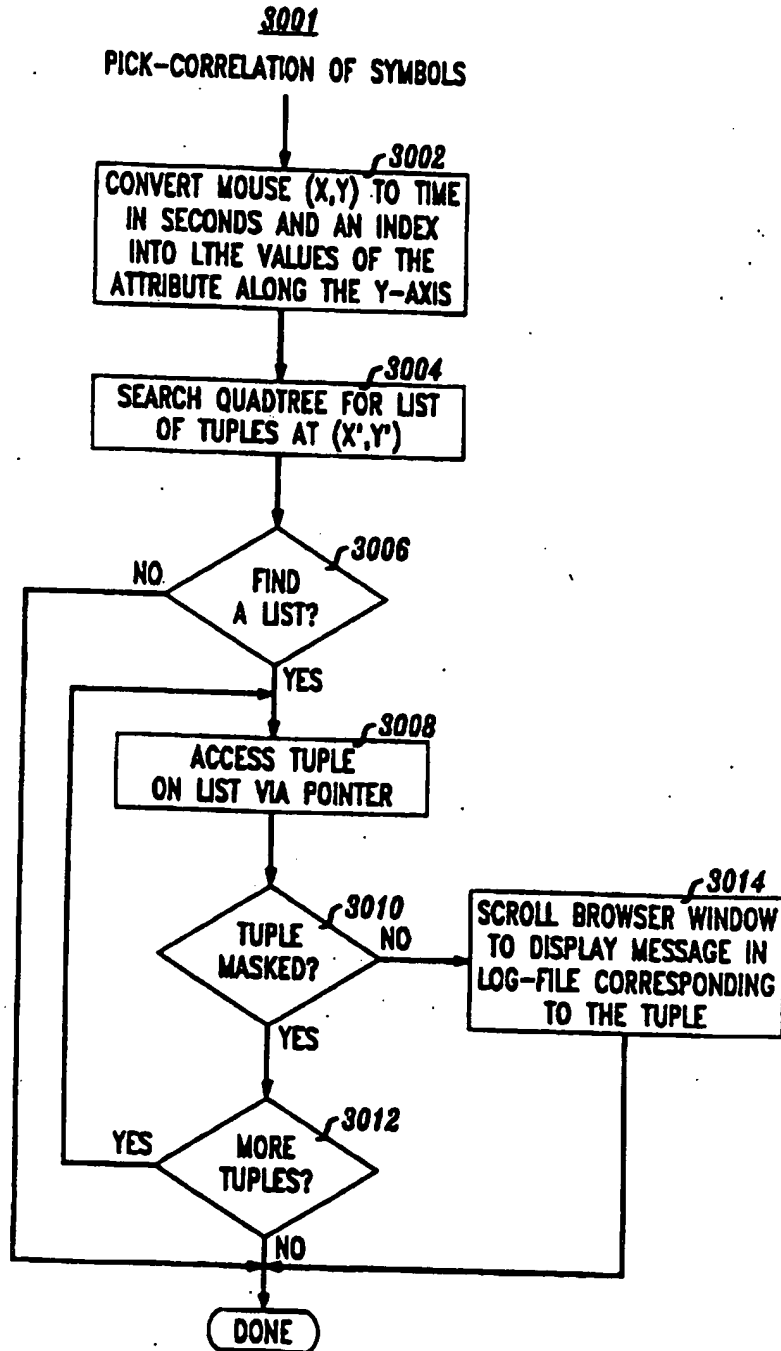 3001
PICK-CORRELATION OF SYMBOLS
3002
CONVERT MOUSE (X,Y) TO TIME
IN SECONDS AND AN INDEX
INTO LTHE VALUES OF THE
ATTRIBUTE ALONG THE Y-AXIS
3004
SEARCH QUADTREE FOR LIST
OF TUPLES AT (X',Y')
3006
NO
FIND
A LIST?
YES
3008
ACCESS TUPLE
ON LIST VIA POINTER
3010
TUPLE
MASKED?
NO
3014
SCROLL BROWSER WINDOW
TO DISPLAY MESSAGE IN
LOG-FILE CORRESPONDING
TO THE TUPLE
YES
3012
YES
MORE
TUPLES?
NO
DONE